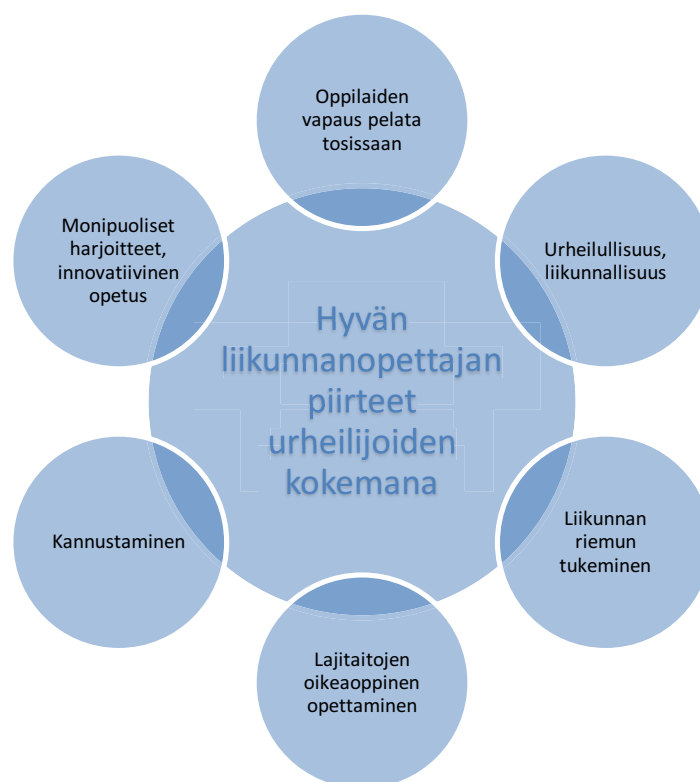 Oppilaiden
vapaus pelata
tosissaan
Monipuoliset
harjoitteet,
innovatiivinen
opetus
Urheilullisuus,
liikunnallisuus
Hyvän
liikunnanopettajan
piirteet
urheilijoiden
kokemana
Kannustaminen
Liikunnan
riemun
tukeminen
Lajitaitojen
oikeaoppinen
opettaminen